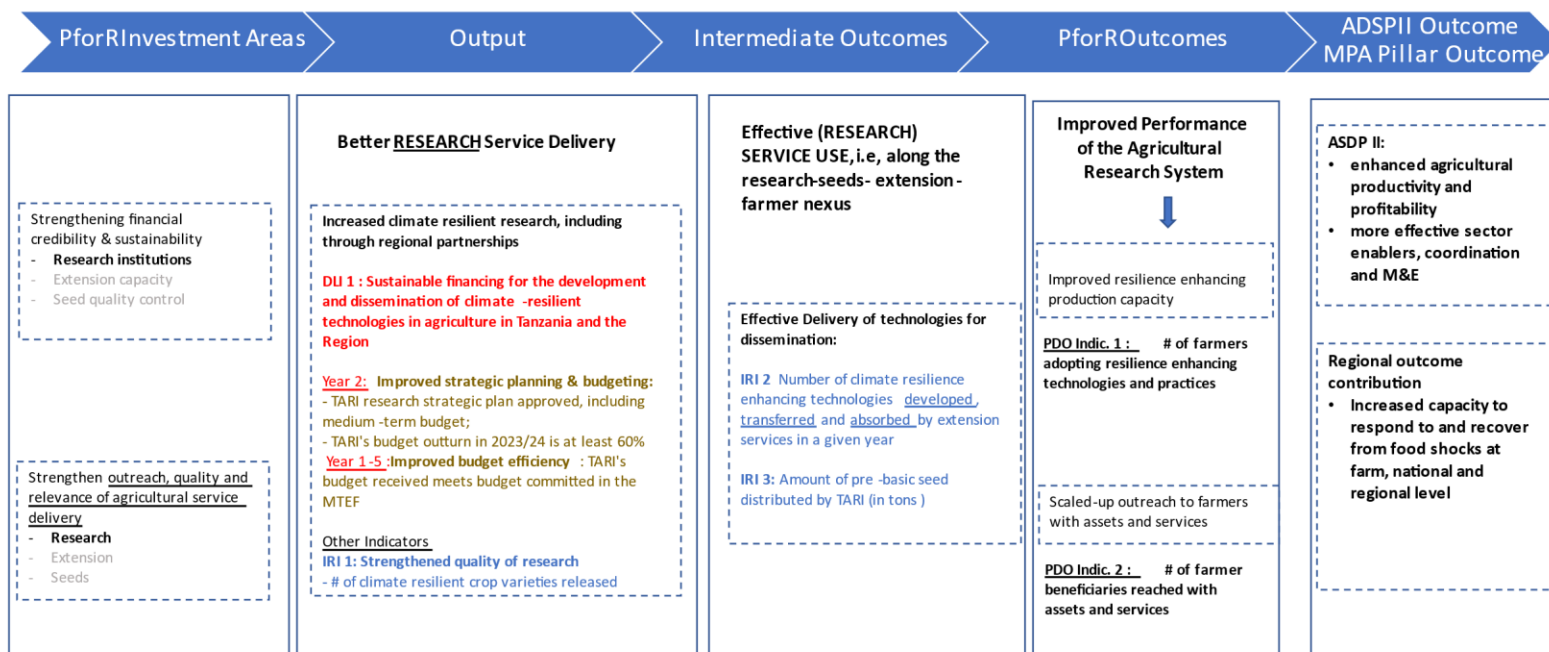 PforRInvestment Areas
Output
Intermediate Outcomes
PforROutcomes
ADSPII Outcome
MPA Pillar Outcome
Strengthening financial
credibility & sustainability
- Research institutions
- Extension capacity
- Seed quality control
Strengthen outreach, quality and
relevance of agricultural service
delivery
- Research
- Extension
- Seeds
Better RESEARCH Service Delivery
Increased climate resilient research, including
through regional partnerships
DLI 1 : Sustainable financing for the development
and dissemination of climate -resilient
technologies in agriculture in Tanzania and the
Region
Year 2: Improved strategic planning & budgeting:
- TARI research strategic plan approved, including
medium -term budget;
- TARI's budget outturn in 2023/24 is at least 60%
Year 1-5 :Improved budget efficiency : TARI's
budget received meets budget committed in the
MTEF
Other Indicators
IRI 1: Strengthened quality of research
- # of climate resilient crop varieties released
Effective (RESEARCH)
SERVICE USE, i.e, along the
research-seeds- extension -
farmer nexus
Effective Delivery of technologies for
dissemination:
IRI 2 Number of climate resilience
enhancing technologies developed ,
transferred and absorbed by extension
services in a given year
IRI 3: Amount of pre -basic seed
distributed by TARI (in tons )
Improved Performance
of the Agricultural
Research System
Improved resilience enhancing
production capacity
PDO Indic. 1 : # of farmers
adopting resilience enhancing
technologies and practices
Scaled-up outreach to farmers
with assets and services
PDO Indic. 2 : # of farmer
beneficiaries reached with
assets and services
ASDP II:
• enhanced agricultural
productivity and
profitability
• more effective sector
enablers, coordination
and M&E
Regional outcome
contribution
• Increased capacity to
respond to and recover
from food shocks at
farm, national and
regional level